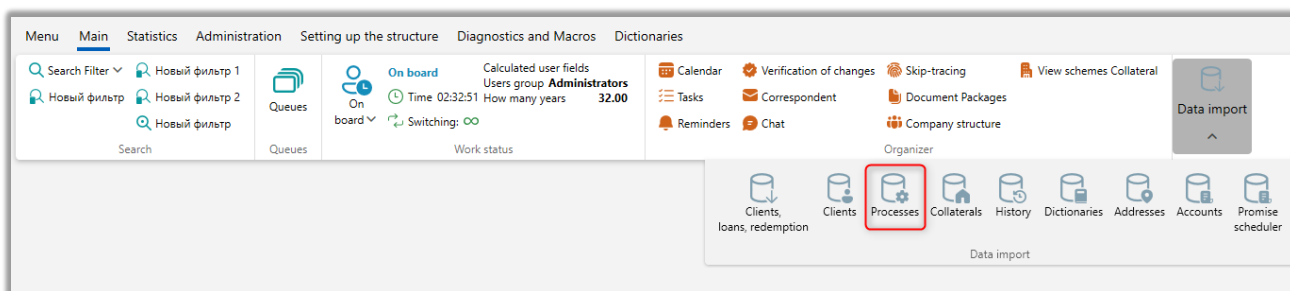 Menu Main Statistics Administration Setting up the structure Diagnostics and Macros Dictionaries
Search Filter Новый фильтр 1
Новый фильтр Новый фильтр 2
Новый фильтр
Search
Queues
Queues
On
board
On board
Time 02:32:51
Switching:
Calculated user fields
Users group Administrators
How many years 32.00
Work status
Calendar Verification of changes Skip-tracing View schemes Collateral
Tasks Correspondent Document Packages
Reminders Chat Company structure
Organizer
Data import
Clients,
loans, redemption
Clients
Processes
Collaterals
History
Dictionaries
Addresses
Accounts
Promise
scheduler
Data import